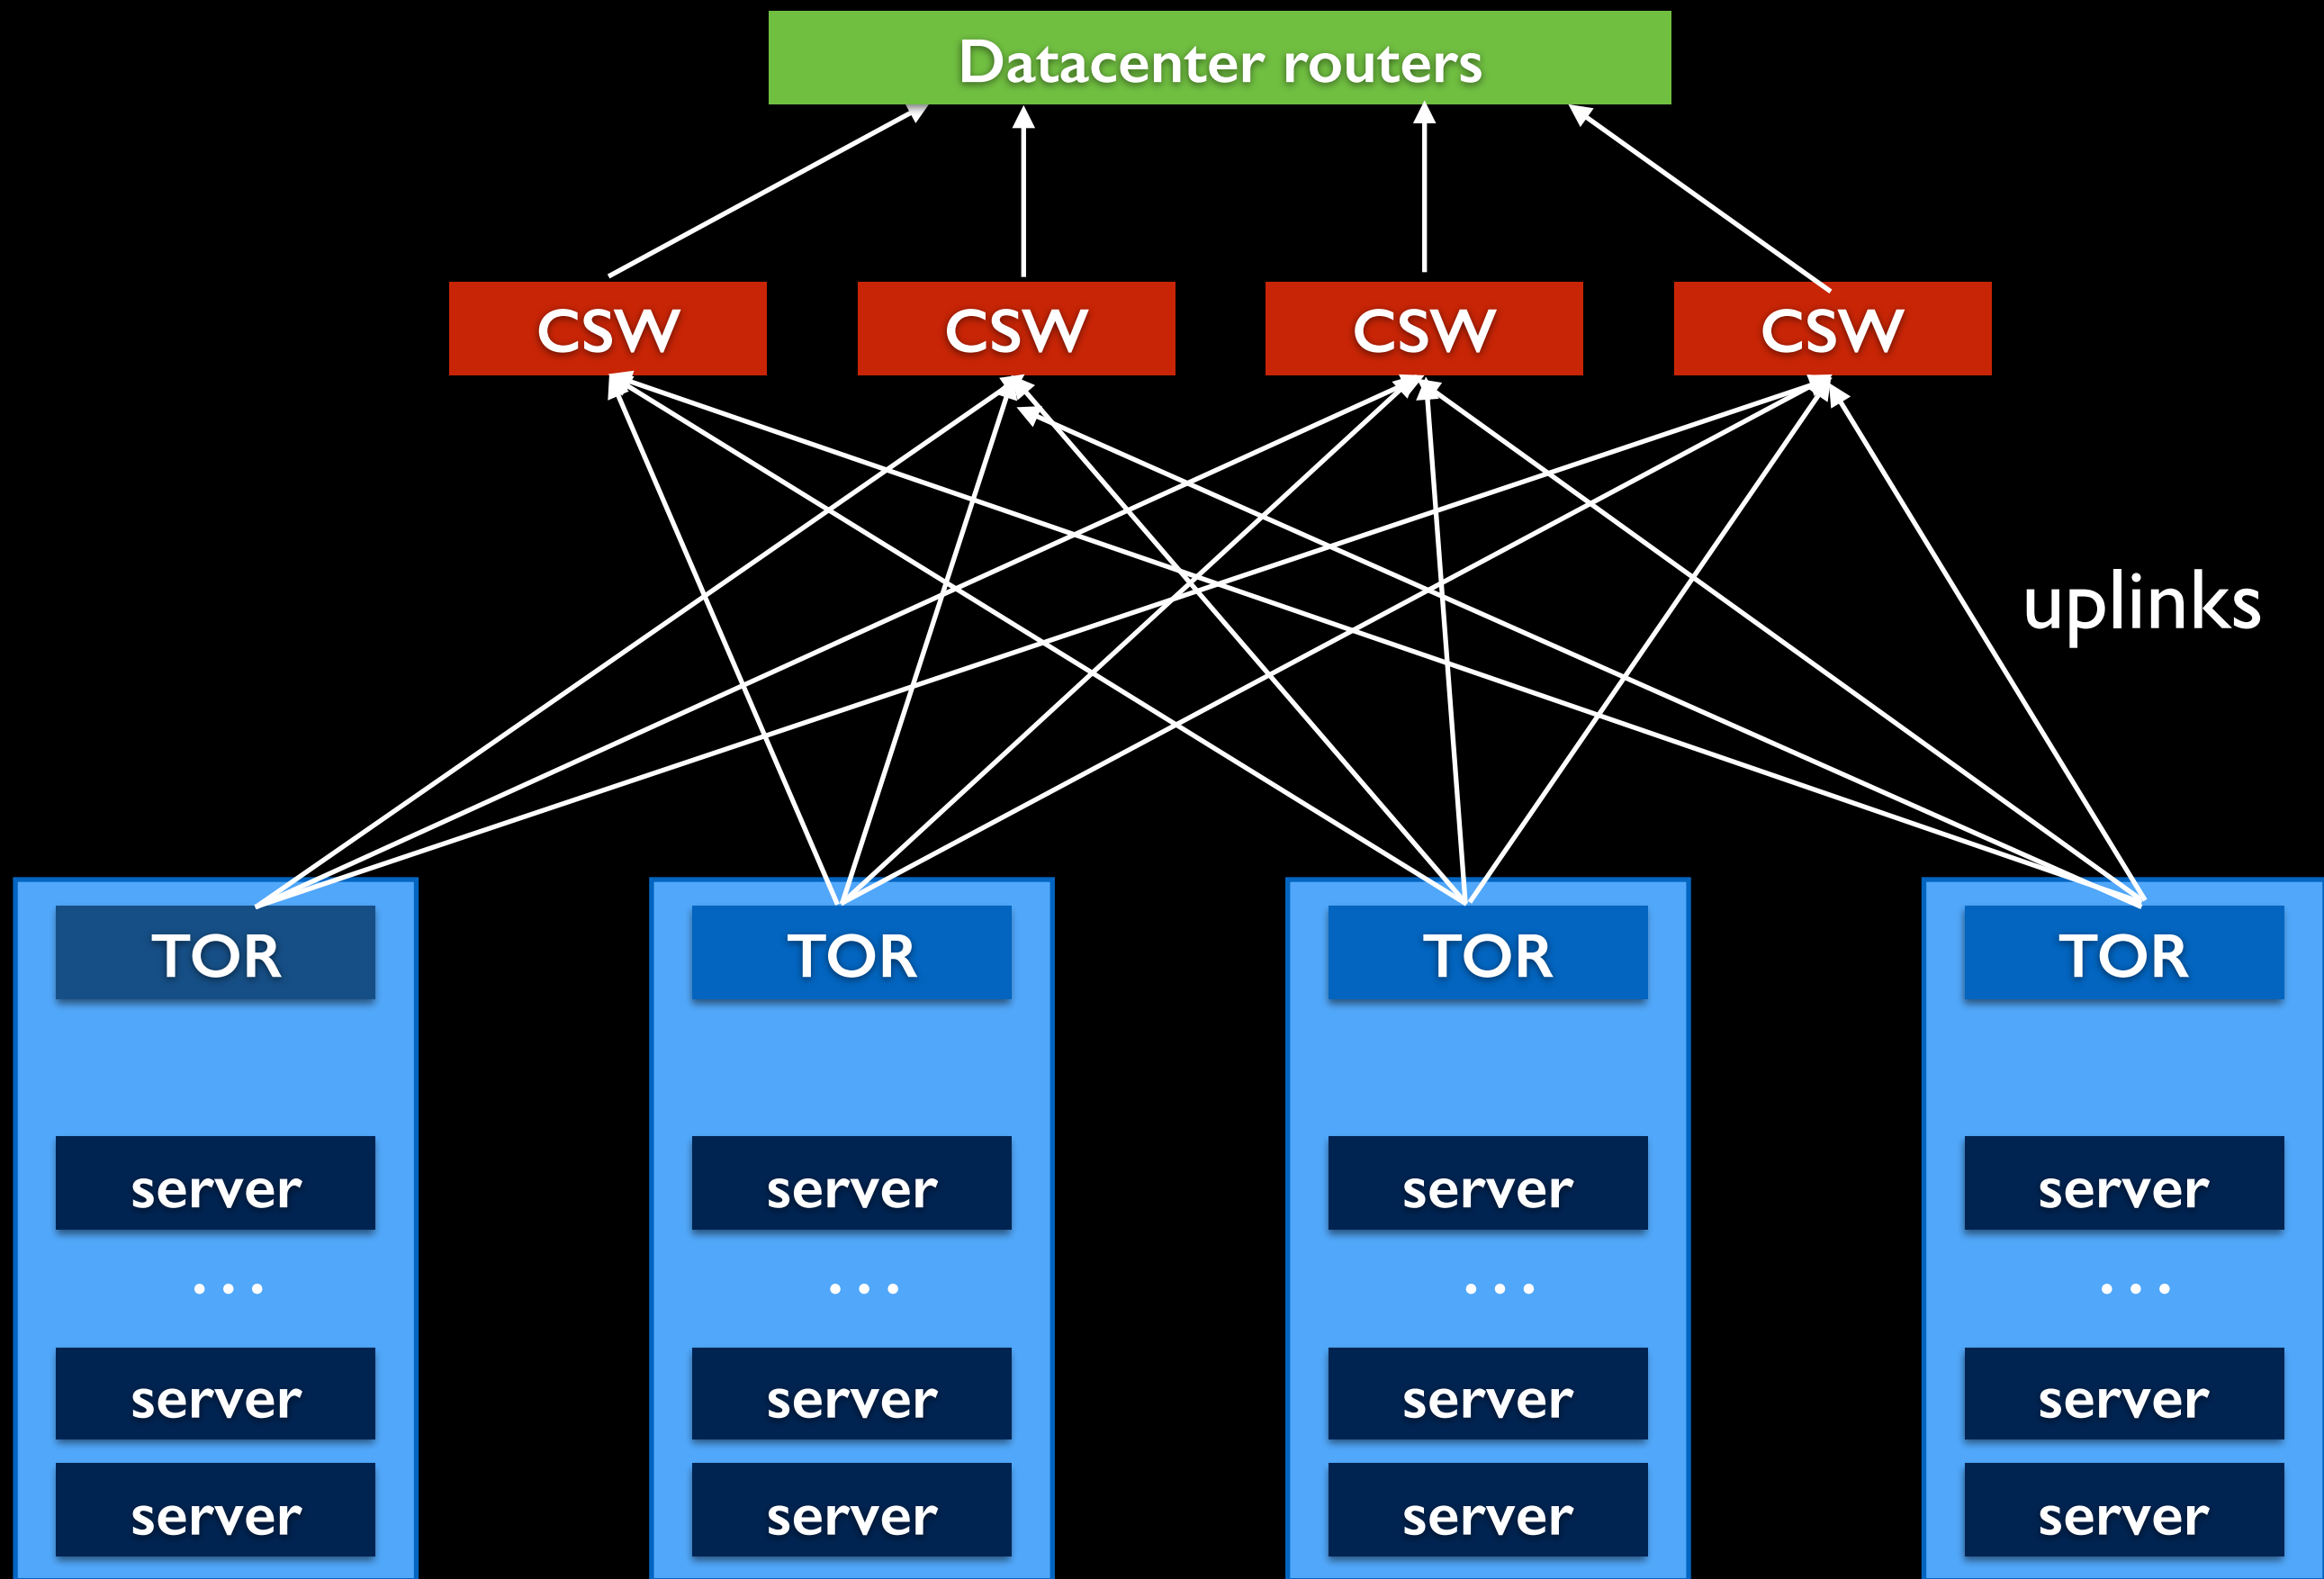 Datacenter routers
CSW CSW CSW CSW
uplinks
TOR TOR TOR TOR
server server server server
... ... ... ...
server server server server
server server server server